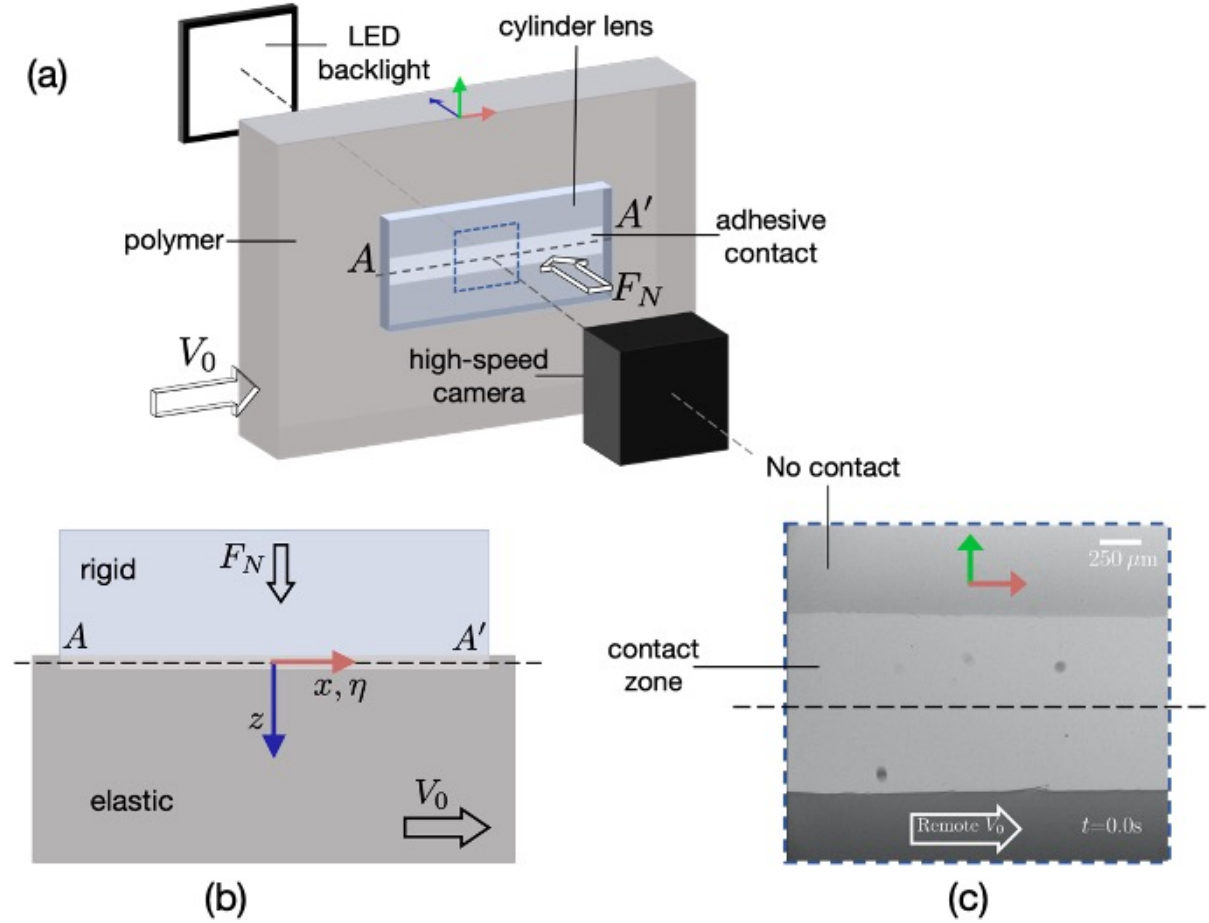 (a)
LED
backlight
cylinder lens
polymer
A
A′
adhesive
contact
F_N
V_0
high-speed
camera
No contact
rigid
F_N
A
A′
x, η
z
elastic
V_0
(b)
250 μm
contact
zone
Remote V_0
t=0.0s
(c)